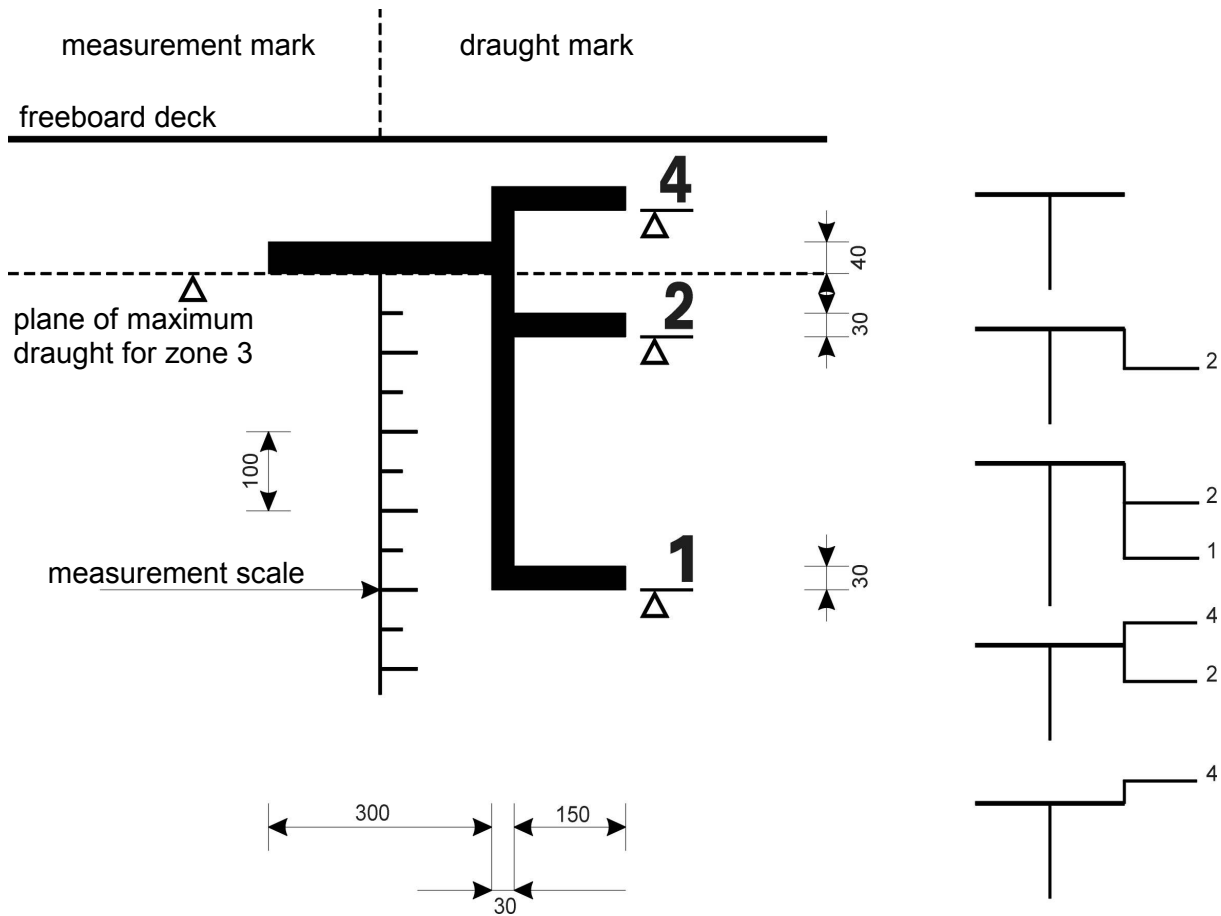 measurement mark
draught mark
freeboard deck
4
40
plane of maximum
draught for zone 3
2
30
100
measurement scale
1
30
300
150
30
2
2
1
4
2
4